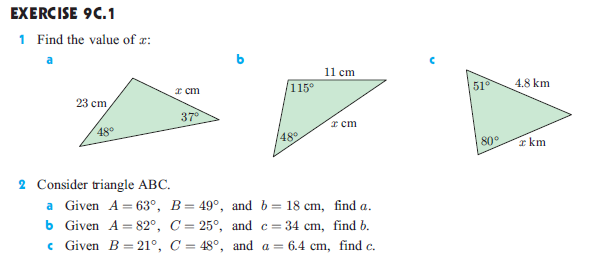 EXERCISE 9C.1
1 Find the value of x:
a
b
c
23 cm
x cm
48°
37°
11 cm
115°
x cm
48°
51°
4.8 km
80°
x km
2 Consider triangle ABC.
a Given A = 63°, B = 49°, and b = 18 cm, find a.
b Given A = 82°, C = 25°, and c = 34 cm, find b.
c Given B = 21°, C = 48°, and a = 6.4 cm, find c.